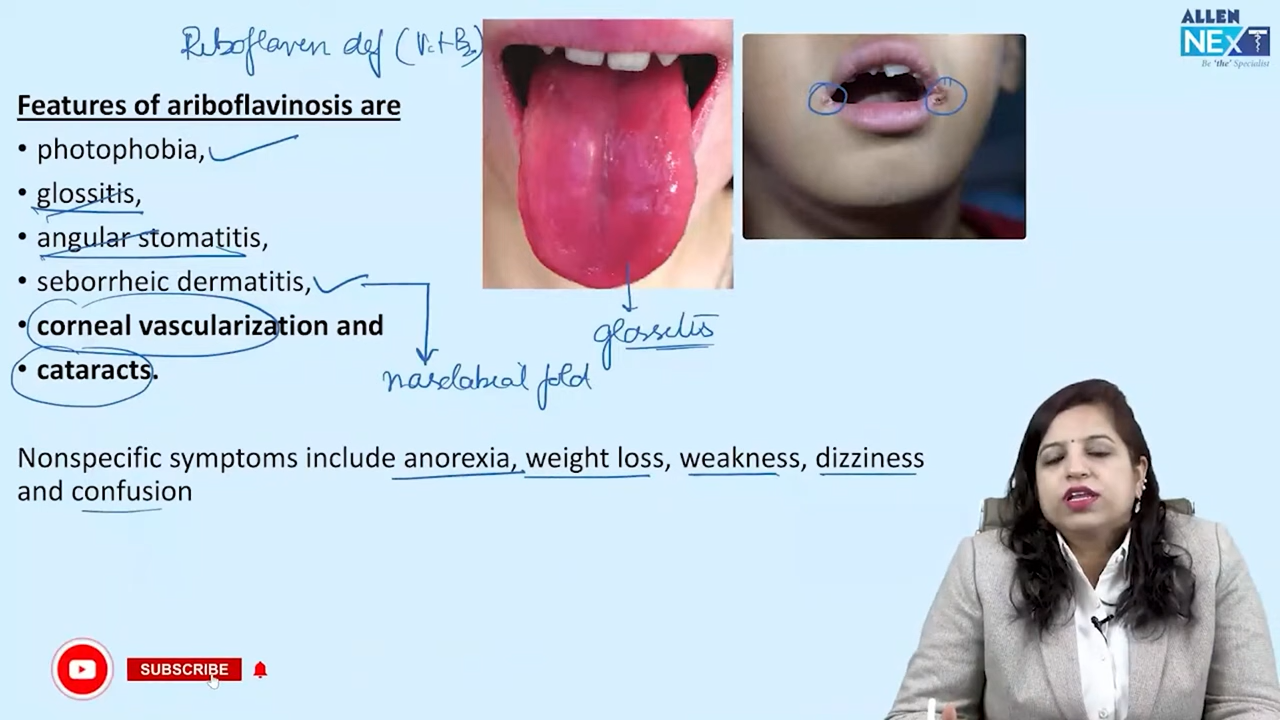 Riboflaven def (Vit B2)
ALLEN
NEXT
Be 'the' Specialist
Features of ariboflavinosis are
• photophobia,
• glossitis,
• angular stomatitis,
• seborrheic dermatitis,
• corneal vascularization and
• cataracts.
glossitis
nasolabial fold
Nonspecific symptoms include anorexia, weight loss, weakness, dizziness
and confusion
SUBSCRIBE